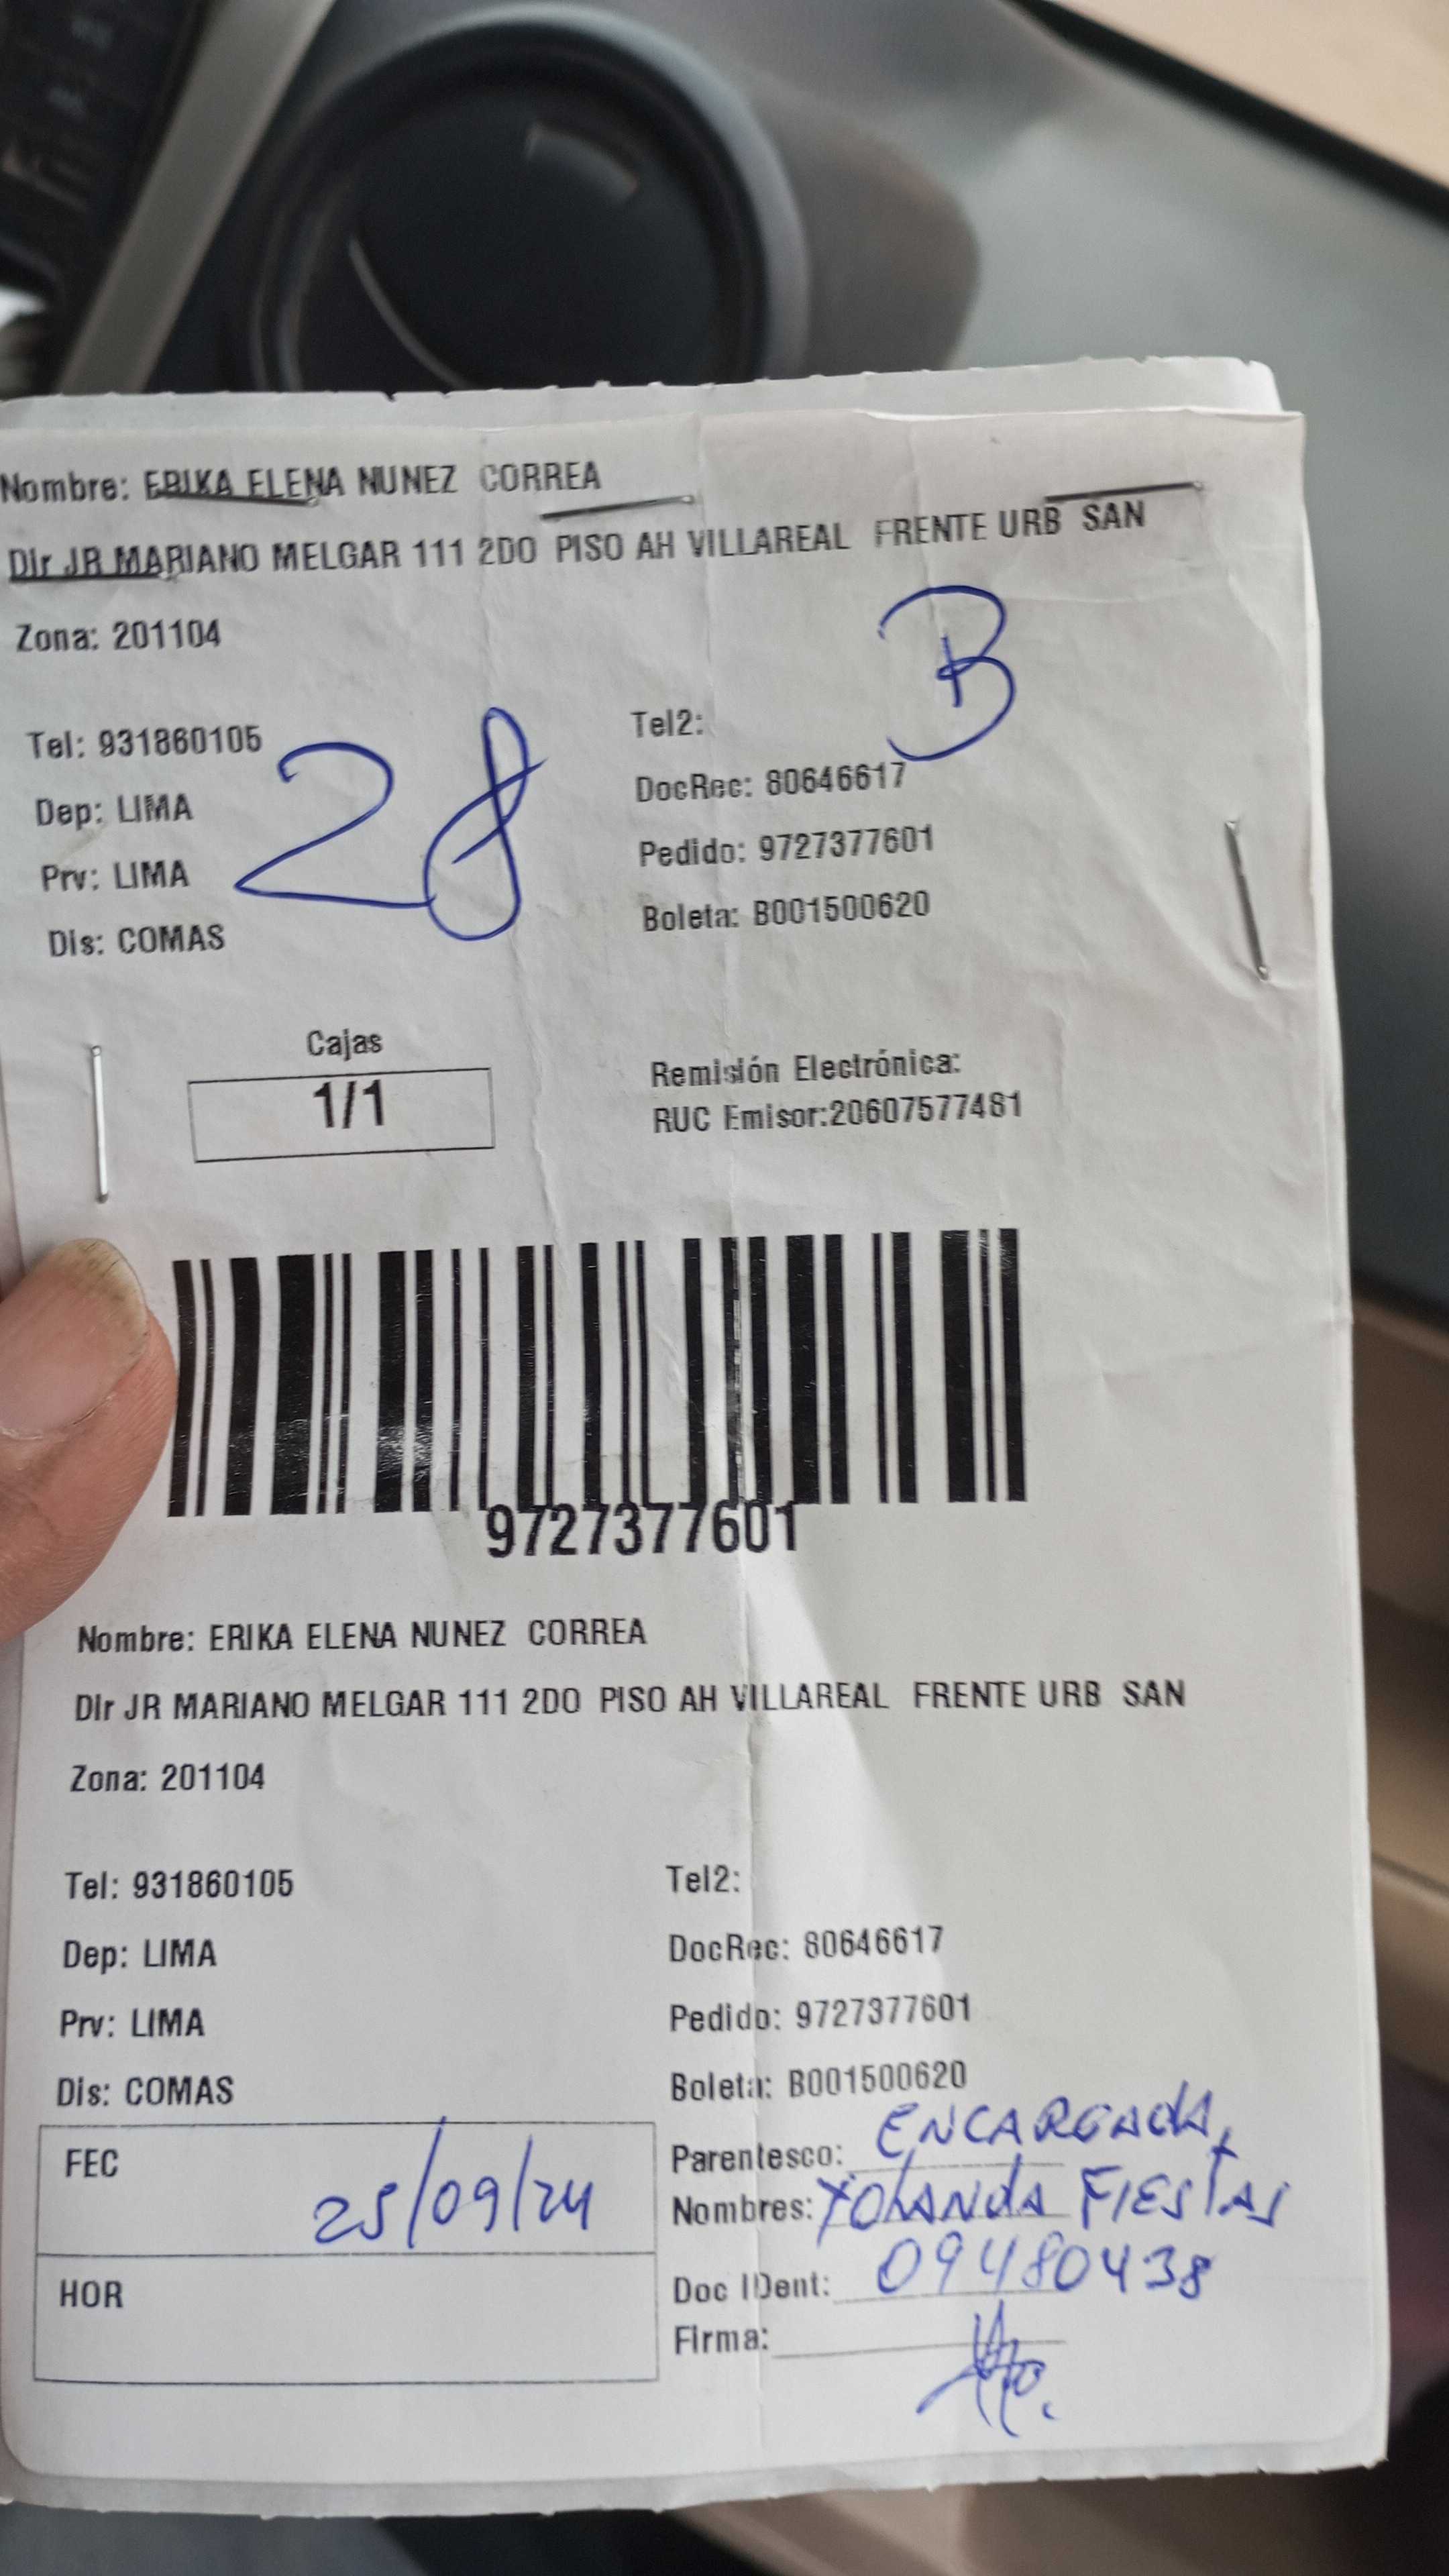 Nombre: ERIKA ELENA NUNEZ CORREA
Dir JR MARIANO MELGAR 111 2DO PISO AH VILLAREAL FRENTE URB SAN
B
Zona: 201104
Tel: 931860105
28
Dep: LIMA
Prv: LIMA
Dis: COMAS
Tel2:
DocRec: 80646617
Pedido: 9727377601
Boleta: B001500620
Cajas
1/1
Remisión Electrónica:
RUC Emisor:20607577481
9727377601
Nombre: ERIKA ELENA NUNEZ CORREA
Dir JR MARIANO MELGAR 111 2DO PISO AH VILLAREAL FRENTE URB SAN
Zona: 201104
Tel: 931860105
Dep: LIMA
Prv: LIMA
Dis: COMAS
Tel2:
DocRec: 80646617
Pedido: 9727377601
Boleta: B001500620
FEC 25/09/24
HOR
Parentesco: ENCARGADA
Nombres: YOLANDA FIESTAS
Doc IDent: 09480438
Firma: